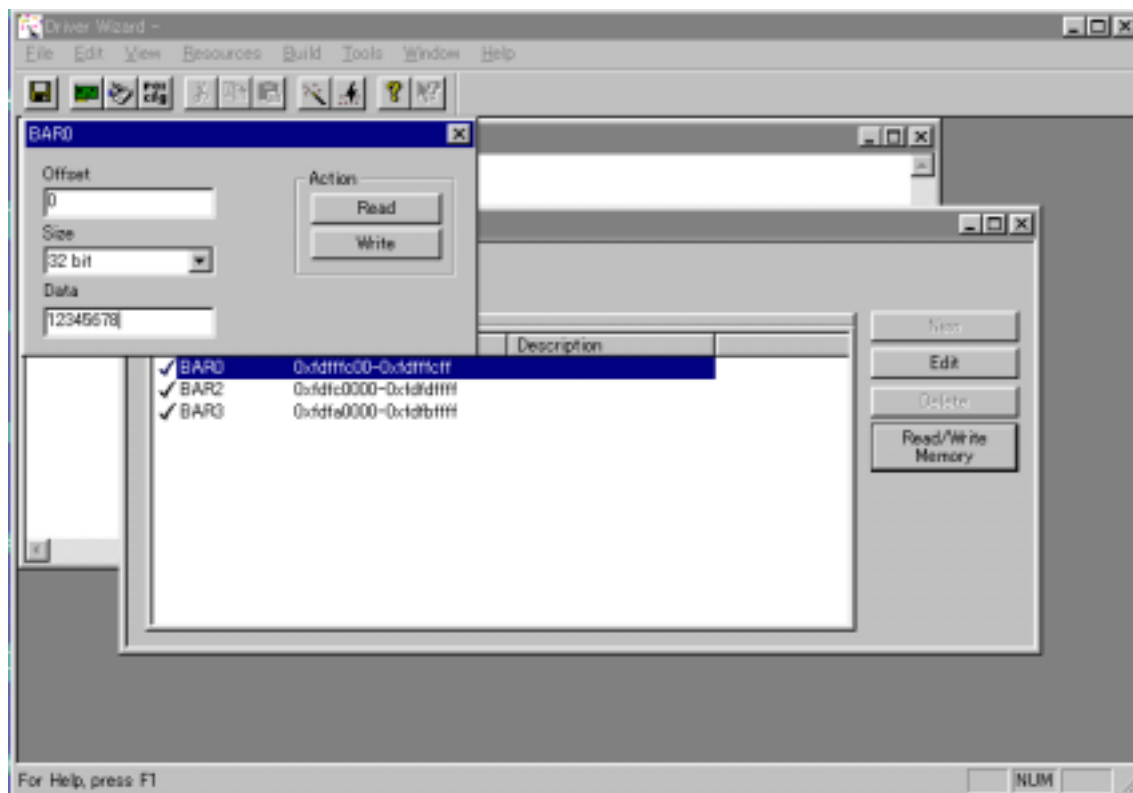 Driver Wizard -
File Edit View Resources Build Tools Window Help
PCI cfg
BAR0
Offset
0
Size
32 bit
Data
12345678
Action
Read
Write
Description
BAR0 0xfdfffc00-0xfdfffcff
BAR2 0xfdfc0000-0xfdfdffff
BAR3 0xfdfa0000-0xfdfbffff
New
Edit
Delete
Read/Write
Memory
For Help, press F1
NUM